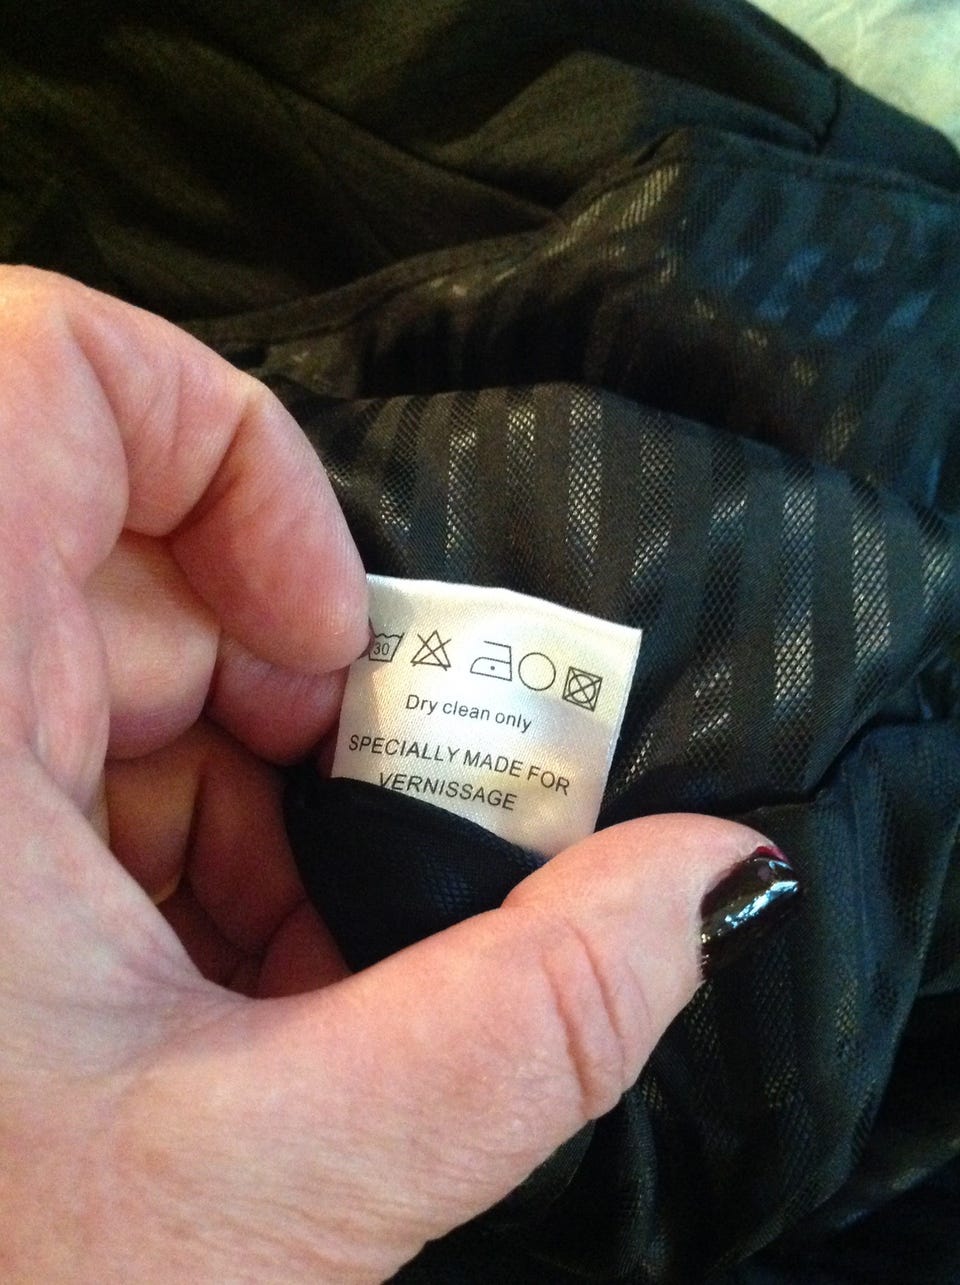 30
Dry clean only
SPECIALLY MADE FOR
VERNISSAGE